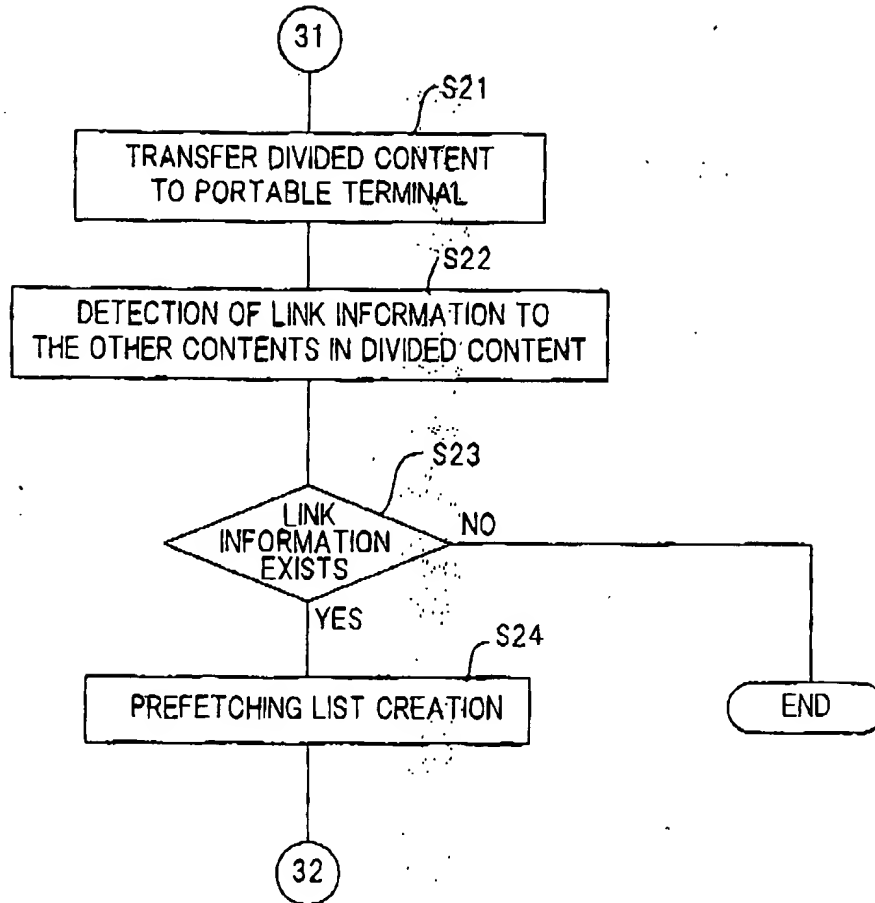 31
S21
TRANSFER DIVIDED CONTENT
TO PORTABLE TERMINAL
S22
DETECTION OF LINK INFORMATION TO
THE OTHER CONTENTS IN DIVIDED CONTENT
S23
LINK
INFORMATION
EXISTS
NO
YES
S24
PREFETCHING LIST CREATION
END
32